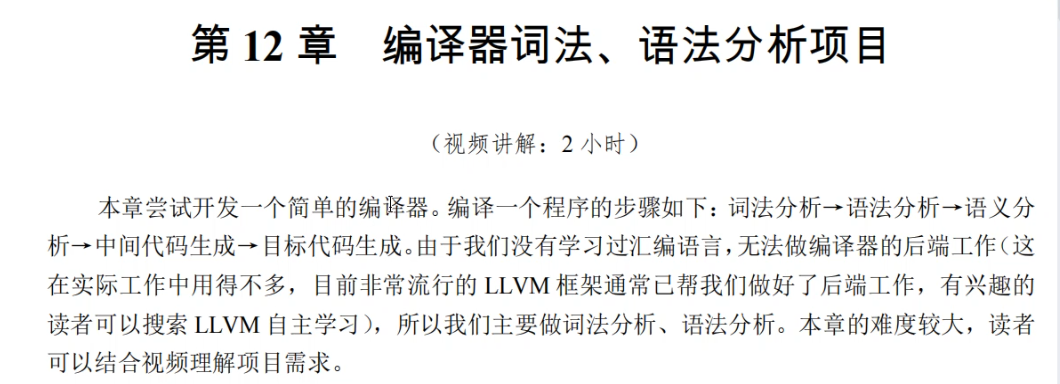 第 12 章 编译器词法、语法分析项目
（视频讲解：2 小时）
本章尝试开发一个简单的编译器。编译一个程序的步骤如下：词法分析→语法分析→语义分
析→中间代码生成→目标代码生成。由于我们没有学习过汇编语言，无法做编译器的后端工作（这
在实际工作中用得不多，目前非常流行的 LLVM 框架通常已帮我们做好了后端工作，有兴趣的
读者可以搜索 LLVM 自主学习），所以我们主要做词法分析、语法分析。本章的难度较大，读者
可以结合视频理解项目需求。